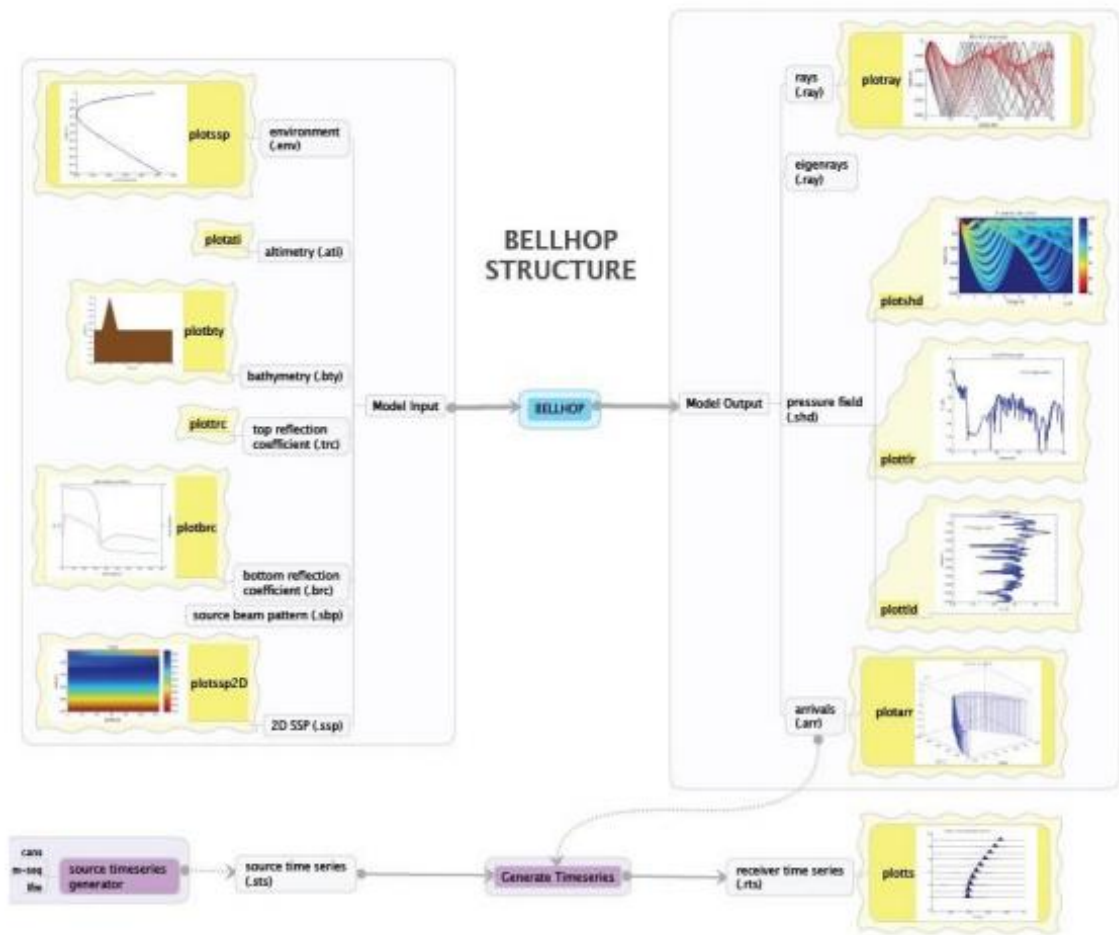 BELLHOP
STRUCTURE
plotssp
environment
(.env)
plotati
altimetry (.ati)
plotbty
bathymetry (.bty)
plottrc
top reflection
coefficient (.trc)
plotbrc
bottom reflection
coefficient (.brc)
source beam pattern (.sbp)
plotssp2D
2D SSP (.ssp)
Model Input
BELLHOP
Model Output
rays
(.ray)
plotray
eigenrays
(.ray)
pressure field
(.shd)
plotshd
plottlr
plottld
arrivals
(.arr)
plotarr
cans
m-seq
lfm
source timeseries
generator
source time series
(.sts)
Generate Timeseries
receiver time series
(.rts)
plotts